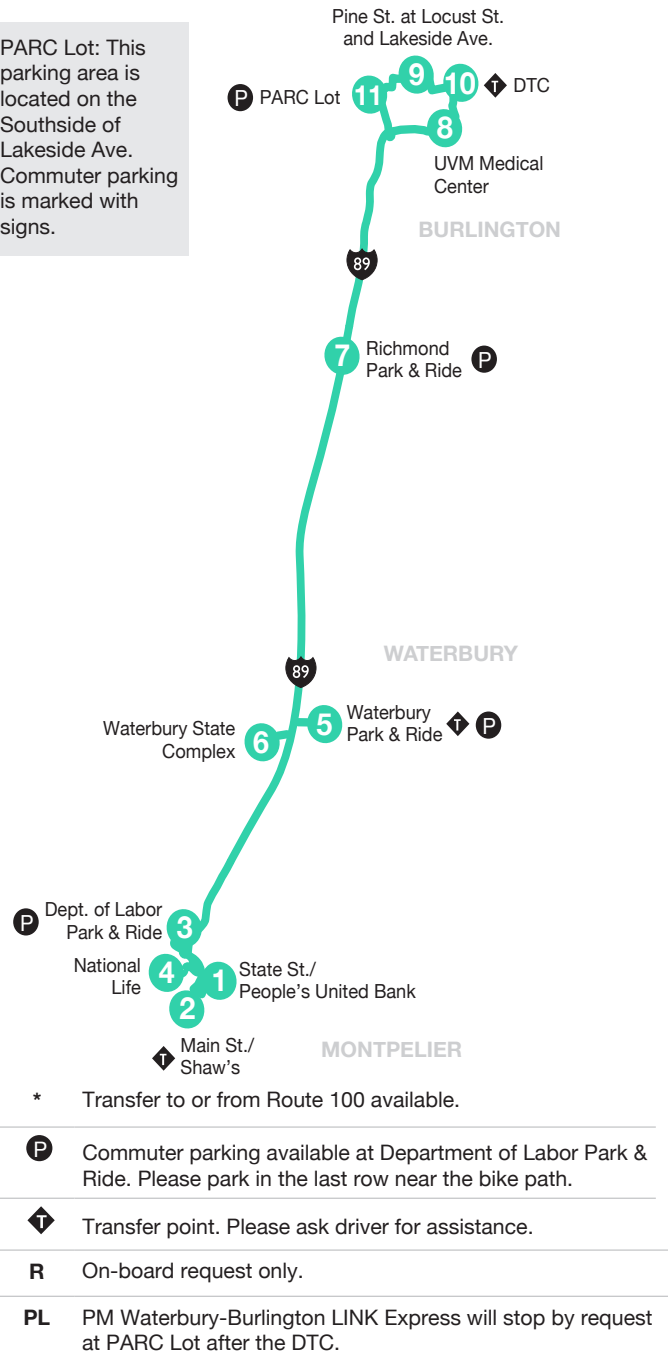 PARC Lot: This
parking area is
located on the
Southside of
Lakeside Ave.
Commuter parking
is marked with
signs.
Pine St. at Locust St.
and Lakeside Ave.
P PARC Lot
11
9
10
T DTC
8
UVM Medical
Center
BURLINGTON
89
7
Richmond
Park & Ride P
WATERBURY
89
Waterbury State
Complex
6
5
Waterbury
Park & Ride T P
P Dept. of Labor
Park & Ride
3
National
Life
4
1
State St./
People's United Bank
2
T Main St./
Shaw's
MONTPELIER
* Transfer to or from Route 100 available.
P Commuter parking available at Department of Labor Park &
Ride. Please park in the last row near the bike path.
T Transfer point. Please ask driver for assistance.
R On-board request only.
PL PM Waterbury-Burlington LINK Express will stop by request
at PARC Lot after the DTC.